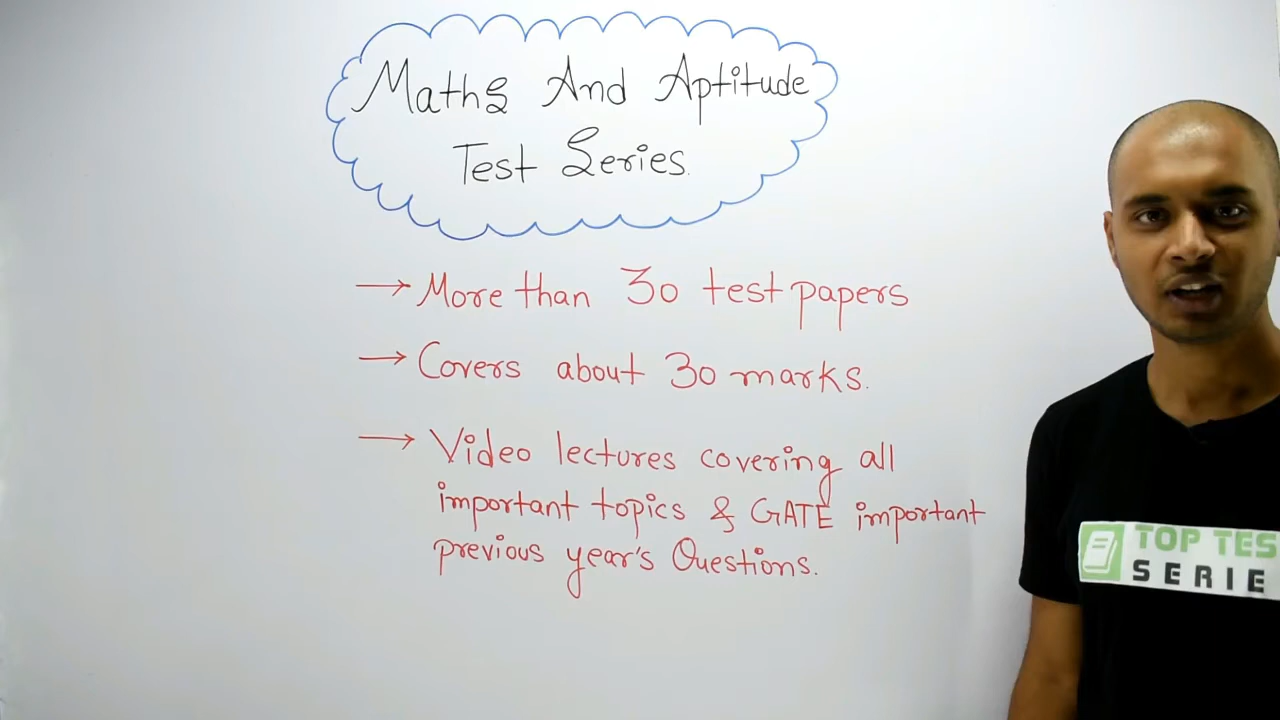 Maths And Aptitude
Test Series.
→ More than 30 test papers
→ Covers about 30 marks.
→ Video lectures covering all
important topics & GATE important
previous year's Questions.
TOP TES
SERIE